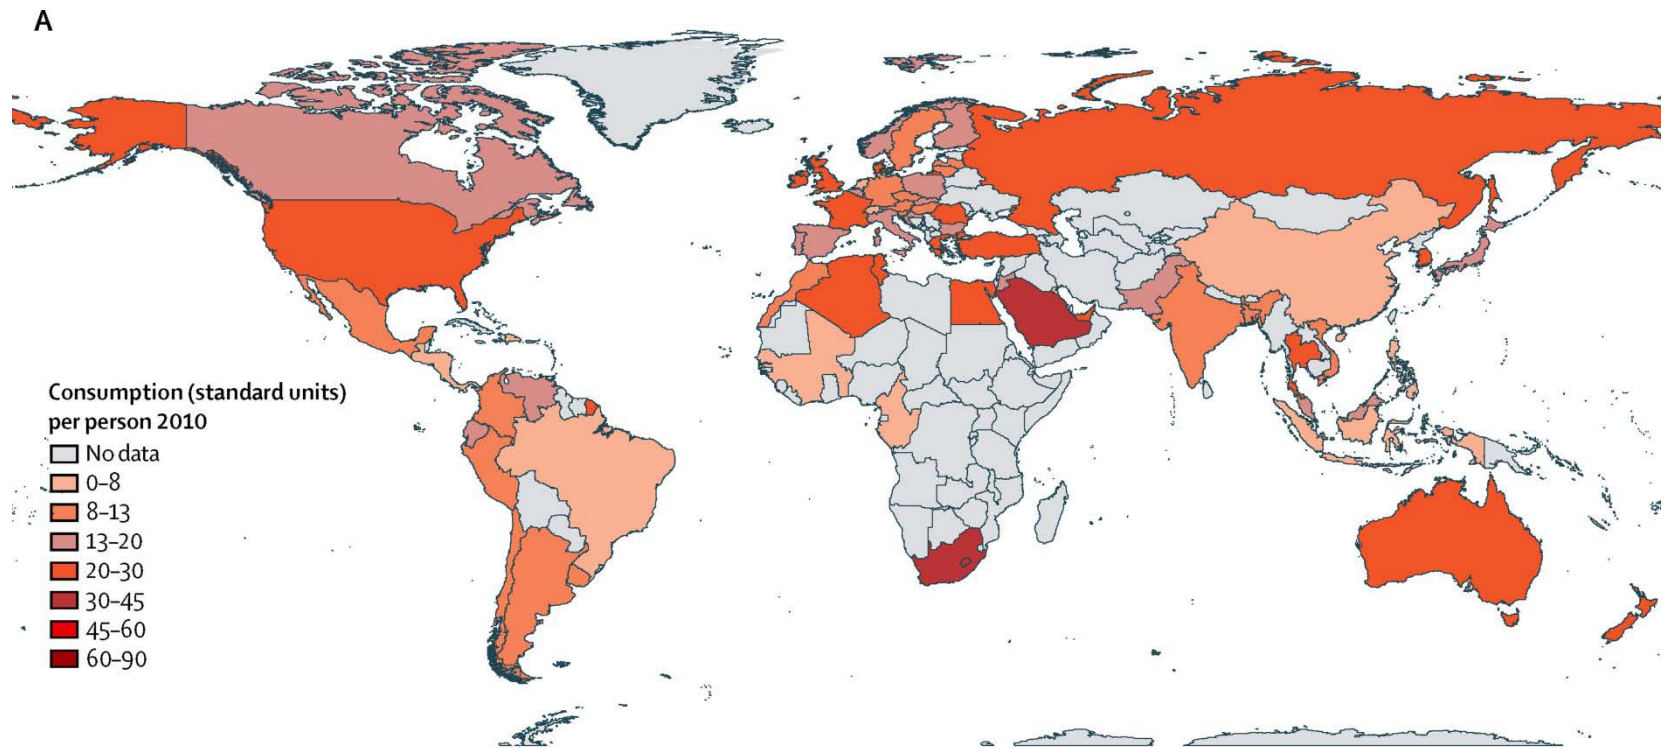 A
Consumption (standard units)
per person 2010
No data
0–8
8–13
13–20
20–30
30–45
45–60
60–90